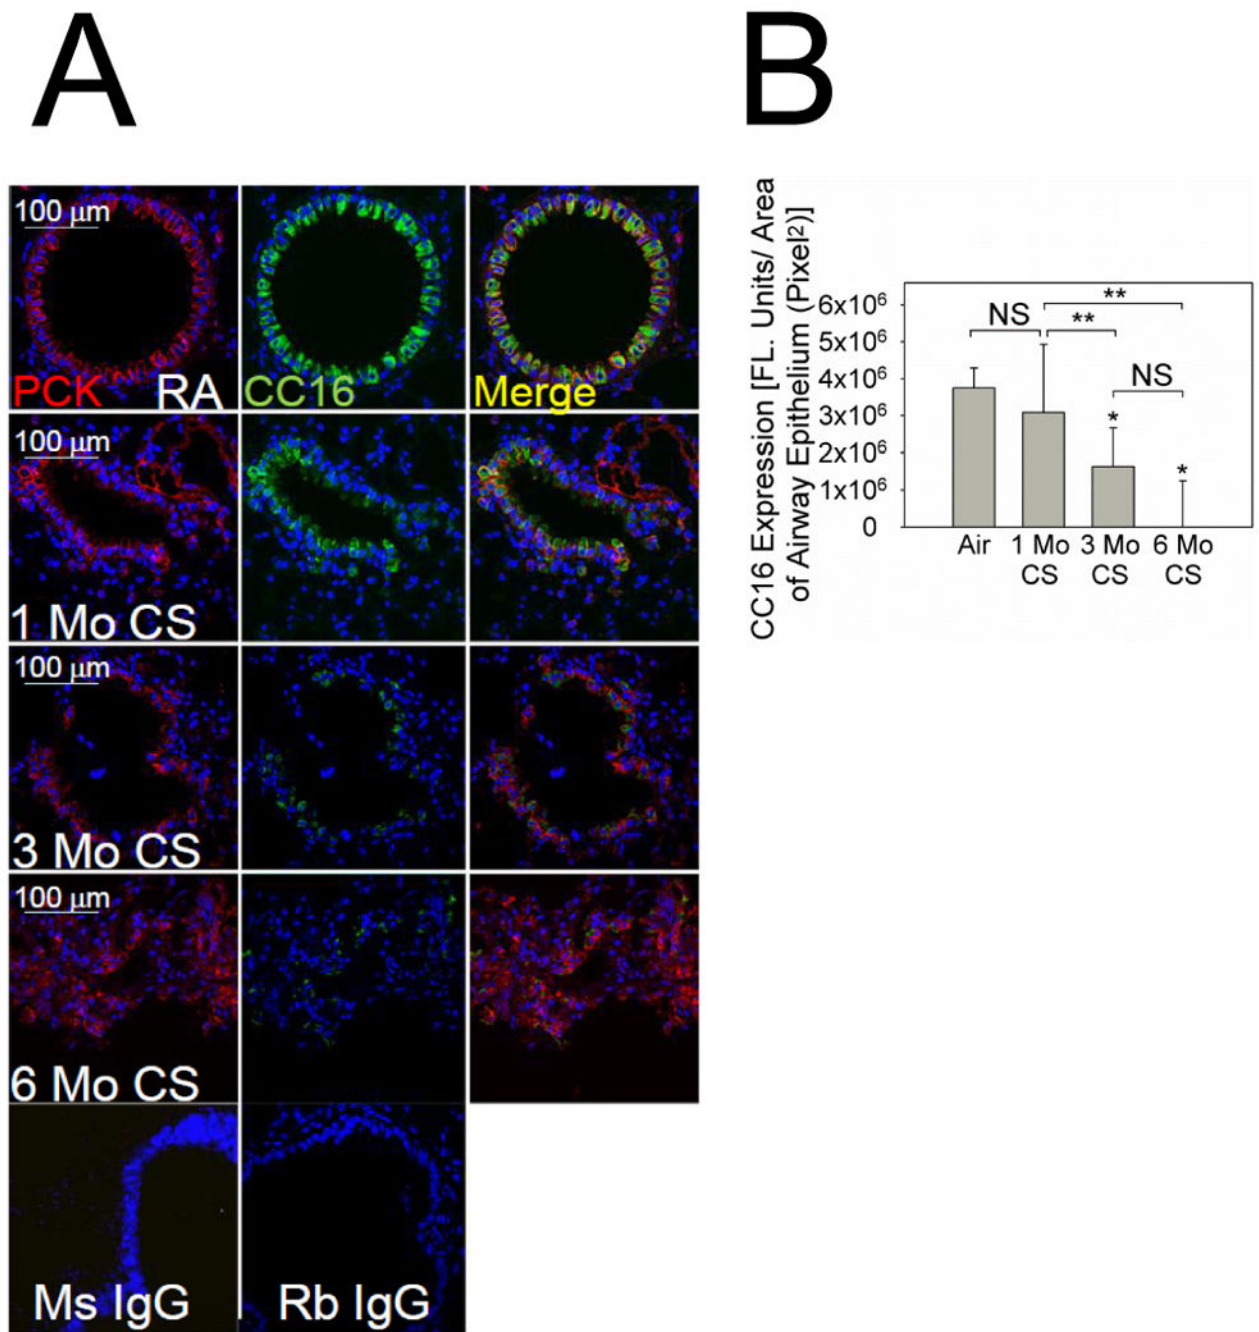 A
B
100 μm
PCK
RA
CC16
Merge
100 μm
1 Mo CS
100 μm
3 Mo CS
100 μm
6 Mo CS
Ms IgG
Rb IgG
CC16 Expression [FL. Units/ Area
of Airway Epithelium (Pixel²)]
6x10⁶
5x10⁶
4x10⁶
3x10⁶
2x10⁶
1x10⁶
0
NS
**
**
NS
*
*
Air
1 Mo
CS
3 Mo
CS
6 Mo
CS